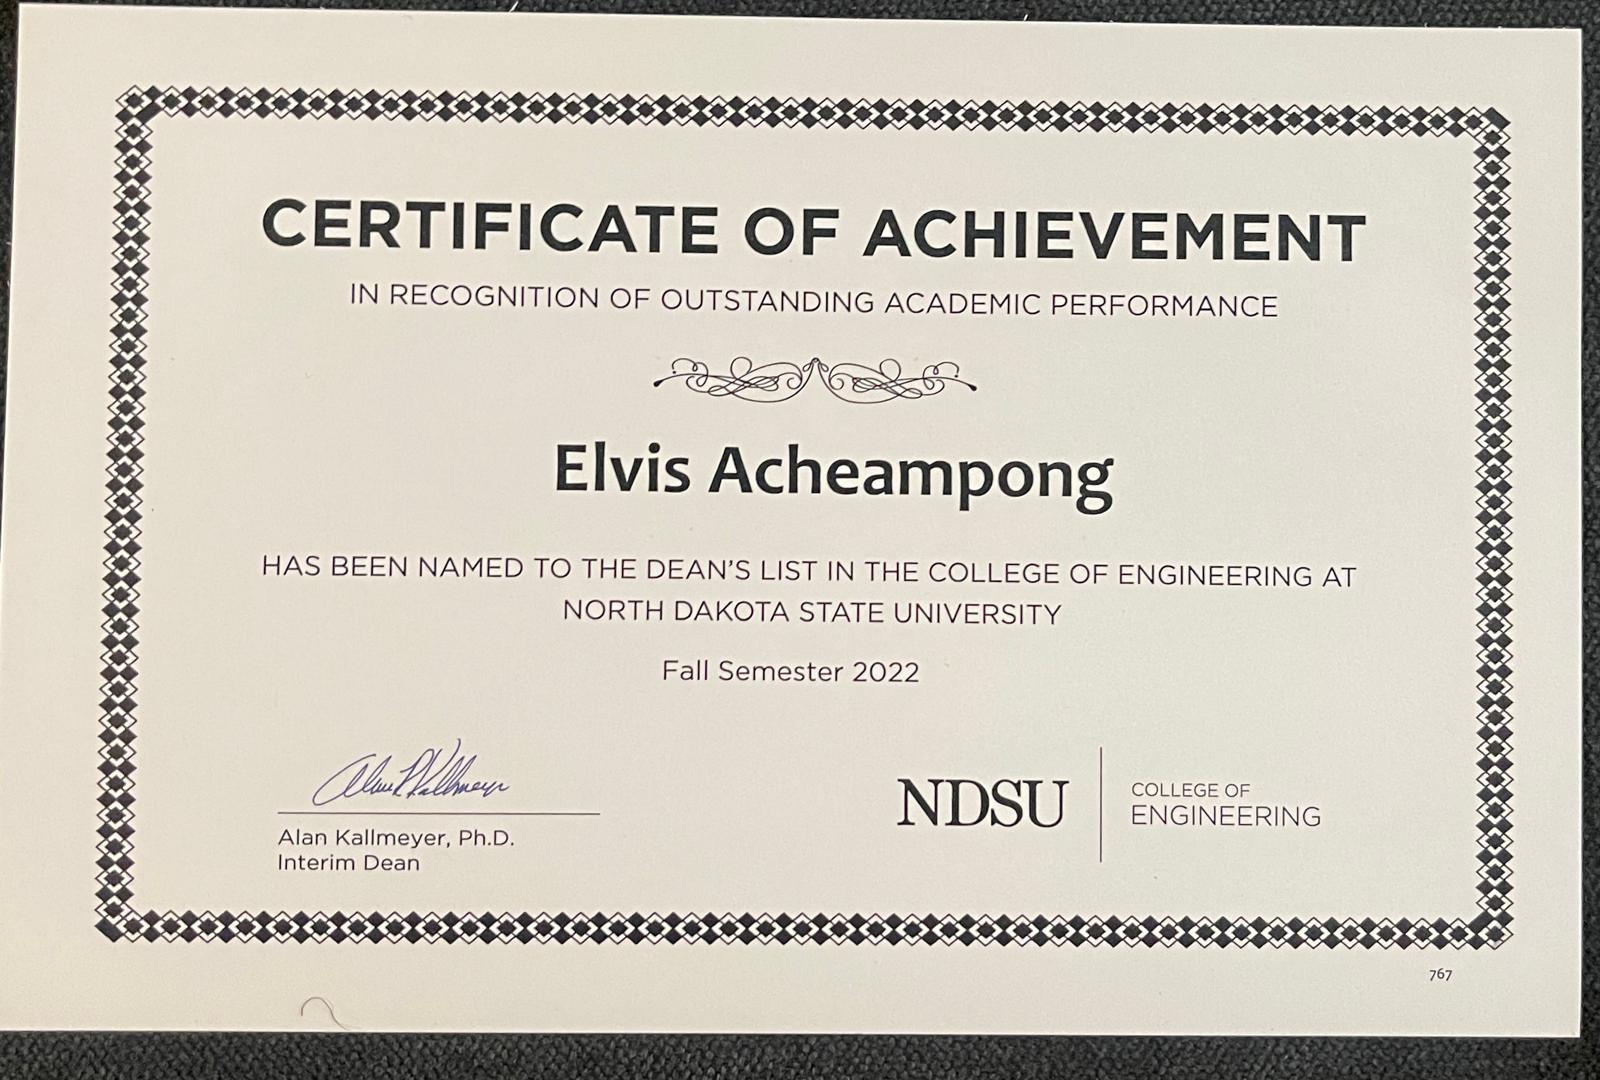 CERTIFICATE OF ACHIEVEMENT
IN RECOGNITION OF OUTSTANDING ACADEMIC PERFORMANCE
Elvis Acheampong
HAS BEEN NAMED TO THE DEAN'S LIST IN THE COLLEGE OF ENGINEERING AT
NORTH DAKOTA STATE UNIVERSITY
Fall Semester 2022
Alan P Kallmeyer
Alan Kallmeyer, Ph.D.
Interim Dean
NDSU
COLLEGE OF
ENGINEERING
767